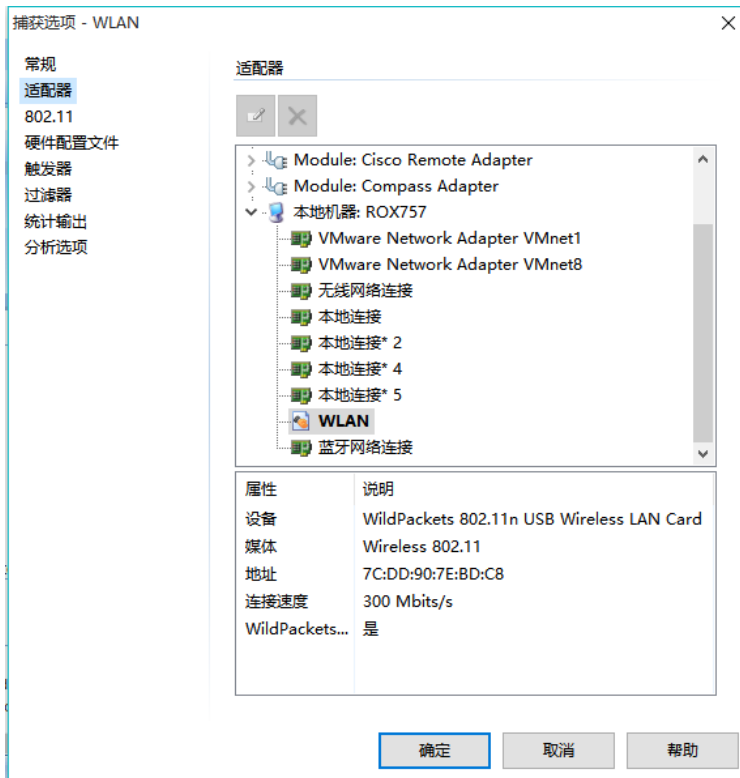 捕获选项 - WLAN
常规
适配器
802.11
硬件配置文件
触发器
过滤器
统计输出
分析选项
适配器
Module: Cisco Remote Adapter
Module: Compass Adapter
本地机器: ROX757
VMware Network Adapter VMnet1
VMware Network Adapter VMnet8
无线网络连接
本地连接
本地连接* 2
本地连接* 4
本地连接* 5
WLAN
蓝牙网络连接
属性 说明
设备 WildPackets 802.11n USB Wireless LAN Card
媒体 Wireless 802.11
地址 7C:DD:90:7E:BD:C8
连接速度 300 Mbits/s
WildPackets... 是
确定 取消 帮助